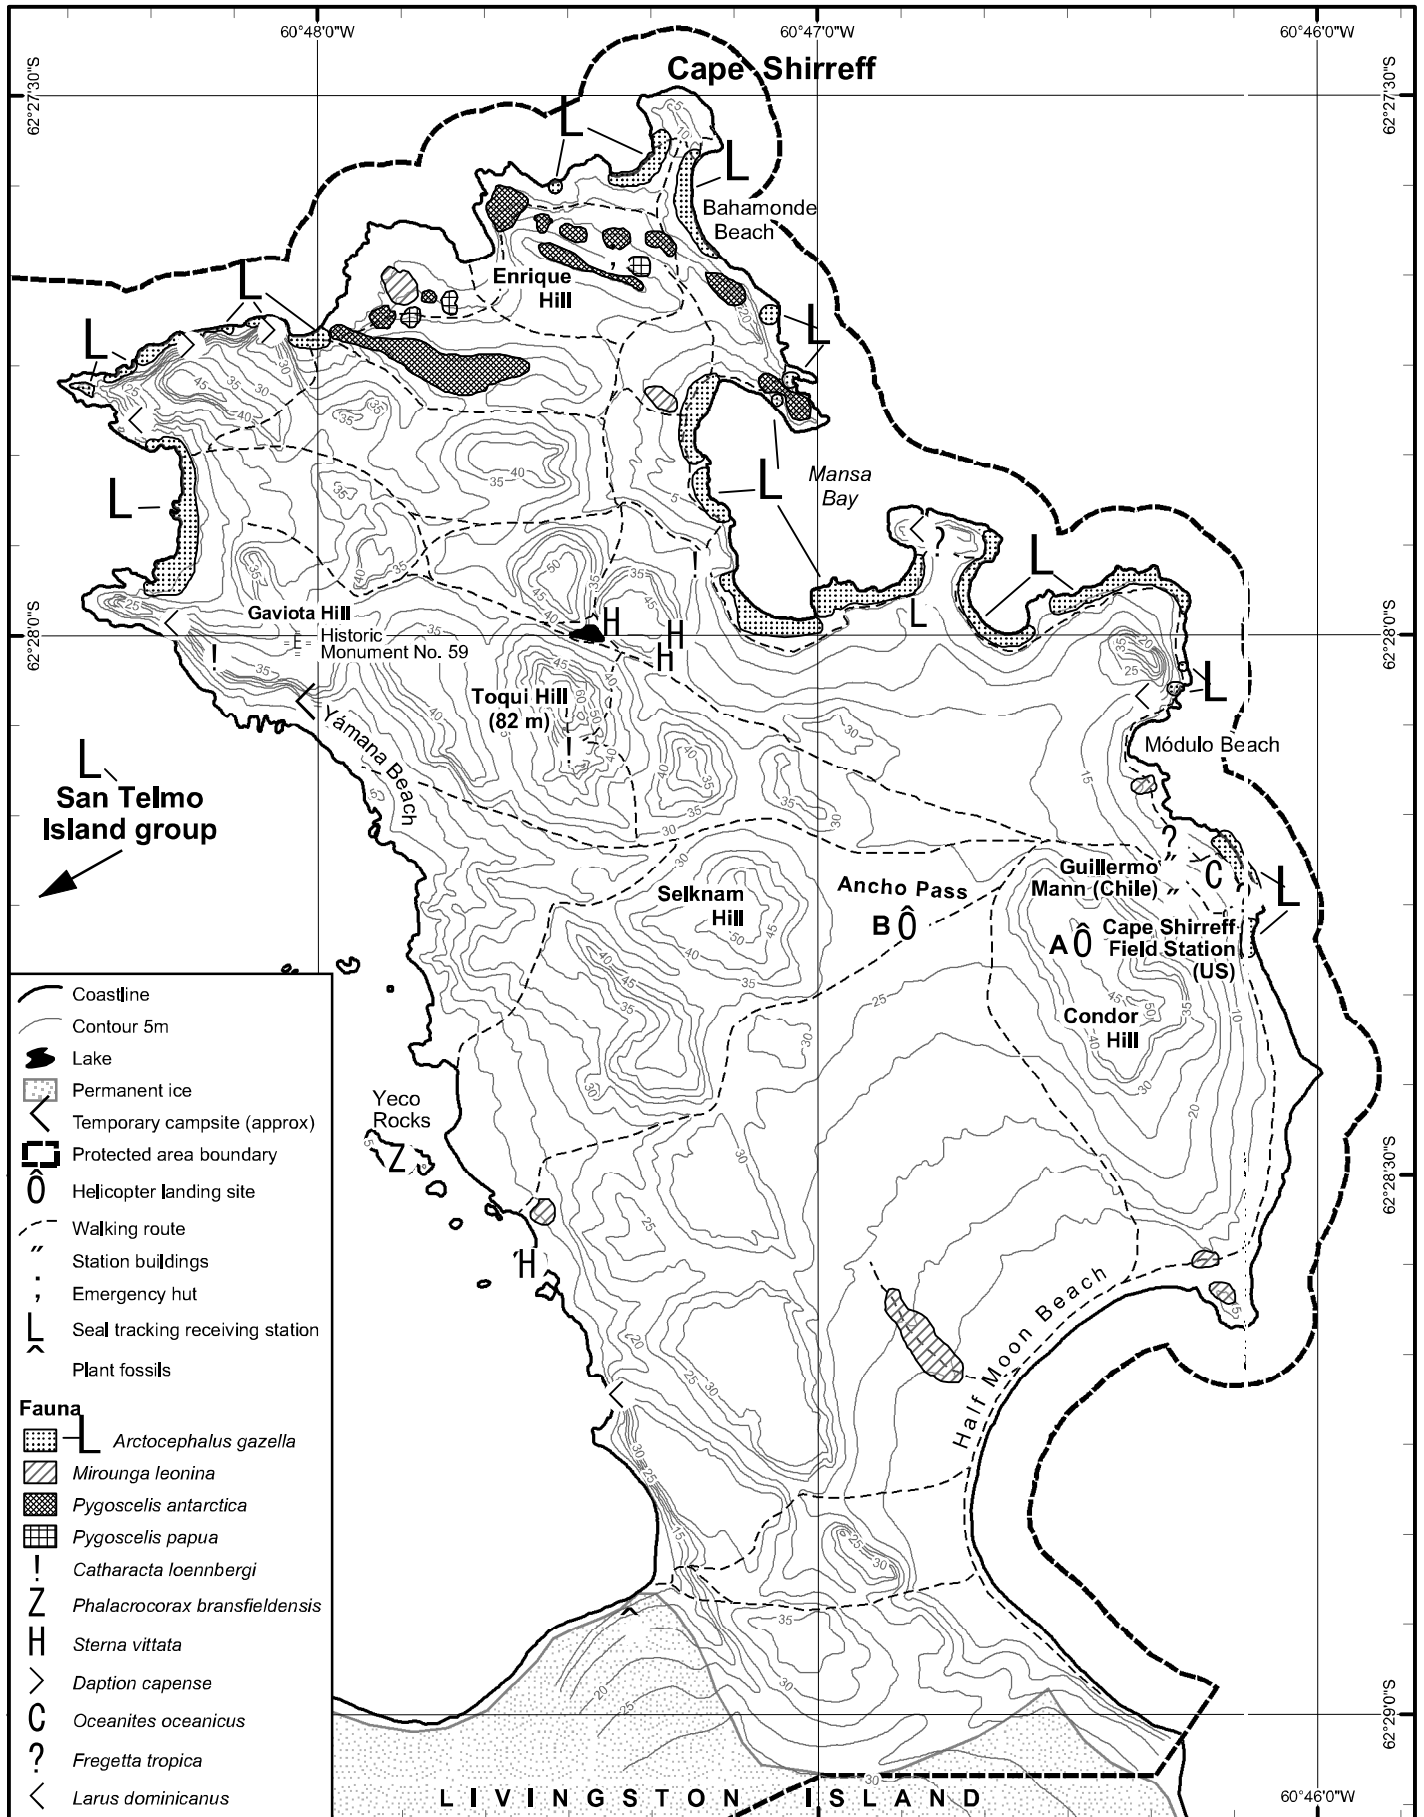 60°48'0"W
60°47'0"W
60°46'0"W
Cape Shirreff
62°27'30"S
62°27'30"S
L
L
Bahamonde
Beach
Enrique
Hill
L
L
L
L
L
Mansa
Bay
?
L
L
!
H
H
H
Gaviota Hill
E
Historic
Monument No. 59
!
62°28'0"S
62°28'0"S
Toqui Hill
(82 m)
!
L
Módulo Beach
Yámana Beach
L
San Telmo
Island group
?
Guillermo
Mann (Chile)
C
L
Selknam
Hill
Ancho Pass
B
A
Cape Shirreff
Field Station
(US)
Condor
Hill
Yeco
Rocks
Z
H
62°28'30"S
62°28'30"S
Half Moon Beach
62°29'0"S
LIVINGSTON ISLAND
60°46'0"W
Coastline
Contour 5m
Lake
Permanent ice
Temporary campsite (approx)
Protected area boundary
Helicopter landing site
Walking route
Station buildings
Emergency hut
L Seal tracking receiving station
Plant fossils
Fauna
L Arctocephalus gazella
Mirounga leonina
Pygoscelis antarctica
Pygoscelis papua
! Catharacta loennbergi
Z Phalacrocorax bransfieldensis
H Sterna vittata
Daption capense
C Oceanites oceanicus
? Fregetta tropica
Larus dominicanus